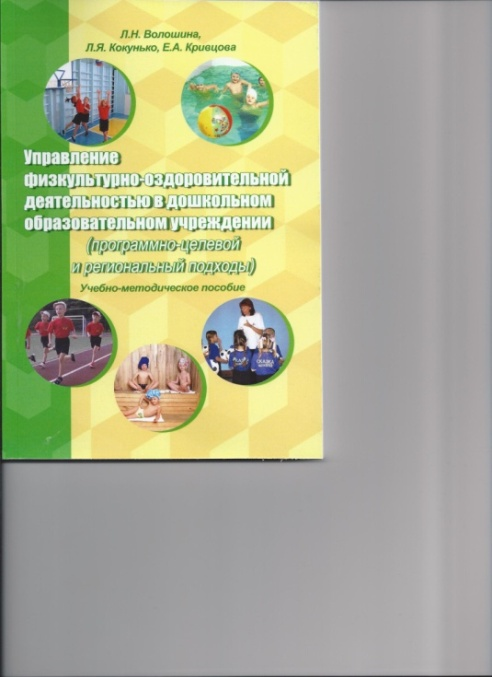 Л.Н. Волошина,
Л.Я. Кокунько, Е.А. Кривцова
Управление
физкультурно-оздоровительной
деятельностью в дошкольном
образовательном учреждении
(программно-целевой
и региональный подходы)
Учебно-методическое пособие